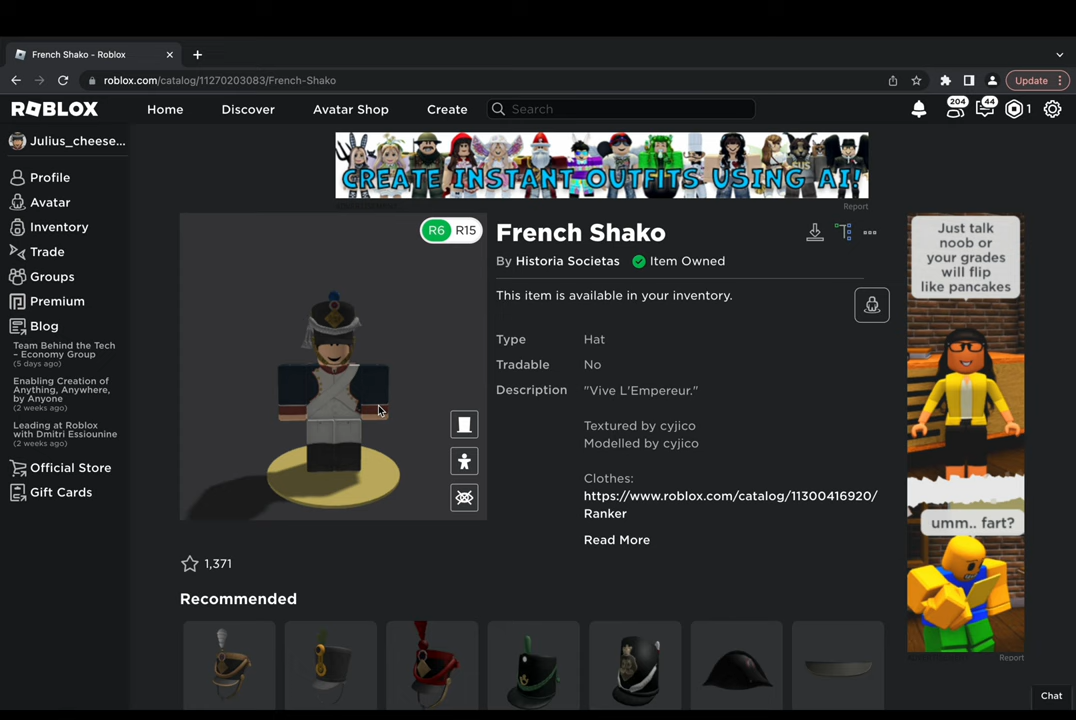 French Shako - Roblox
roblox.com/catalog/11270203083/French-Shako
Update
ROBLOX
Home
Discover
Avatar Shop
Create
Search
204
44
1
Julius_cheese...
Profile
Avatar
Inventory
Trade
Groups
Premium
Blog
Team Behind the Tech
– Economy Group
(5 days ago)
Enabling Creation of
Anything, Anywhere,
by Anyone
(2 weeks ago)
Leading at Roblox
with Dmitri Essiounine
(2 weeks ago)
Official Store
Gift Cards
CREATE INSTANT OUTFITS USING AI!
Report
R6 R15
French Shako
By Historia Societas
Item Owned
This item is available in your inventory.
Type
Hat
Tradable
No
Description
"Vive L'Empereur."
Textured by cyjico
Modelled by cyjico
Clothes:
https://www.roblox.com/catalog/11300416920/
Ranker
Read More
1,371
Recommended
Just talk
noob or
your grades
will flip
like pancakes
umm.. fart?
Report
Chat